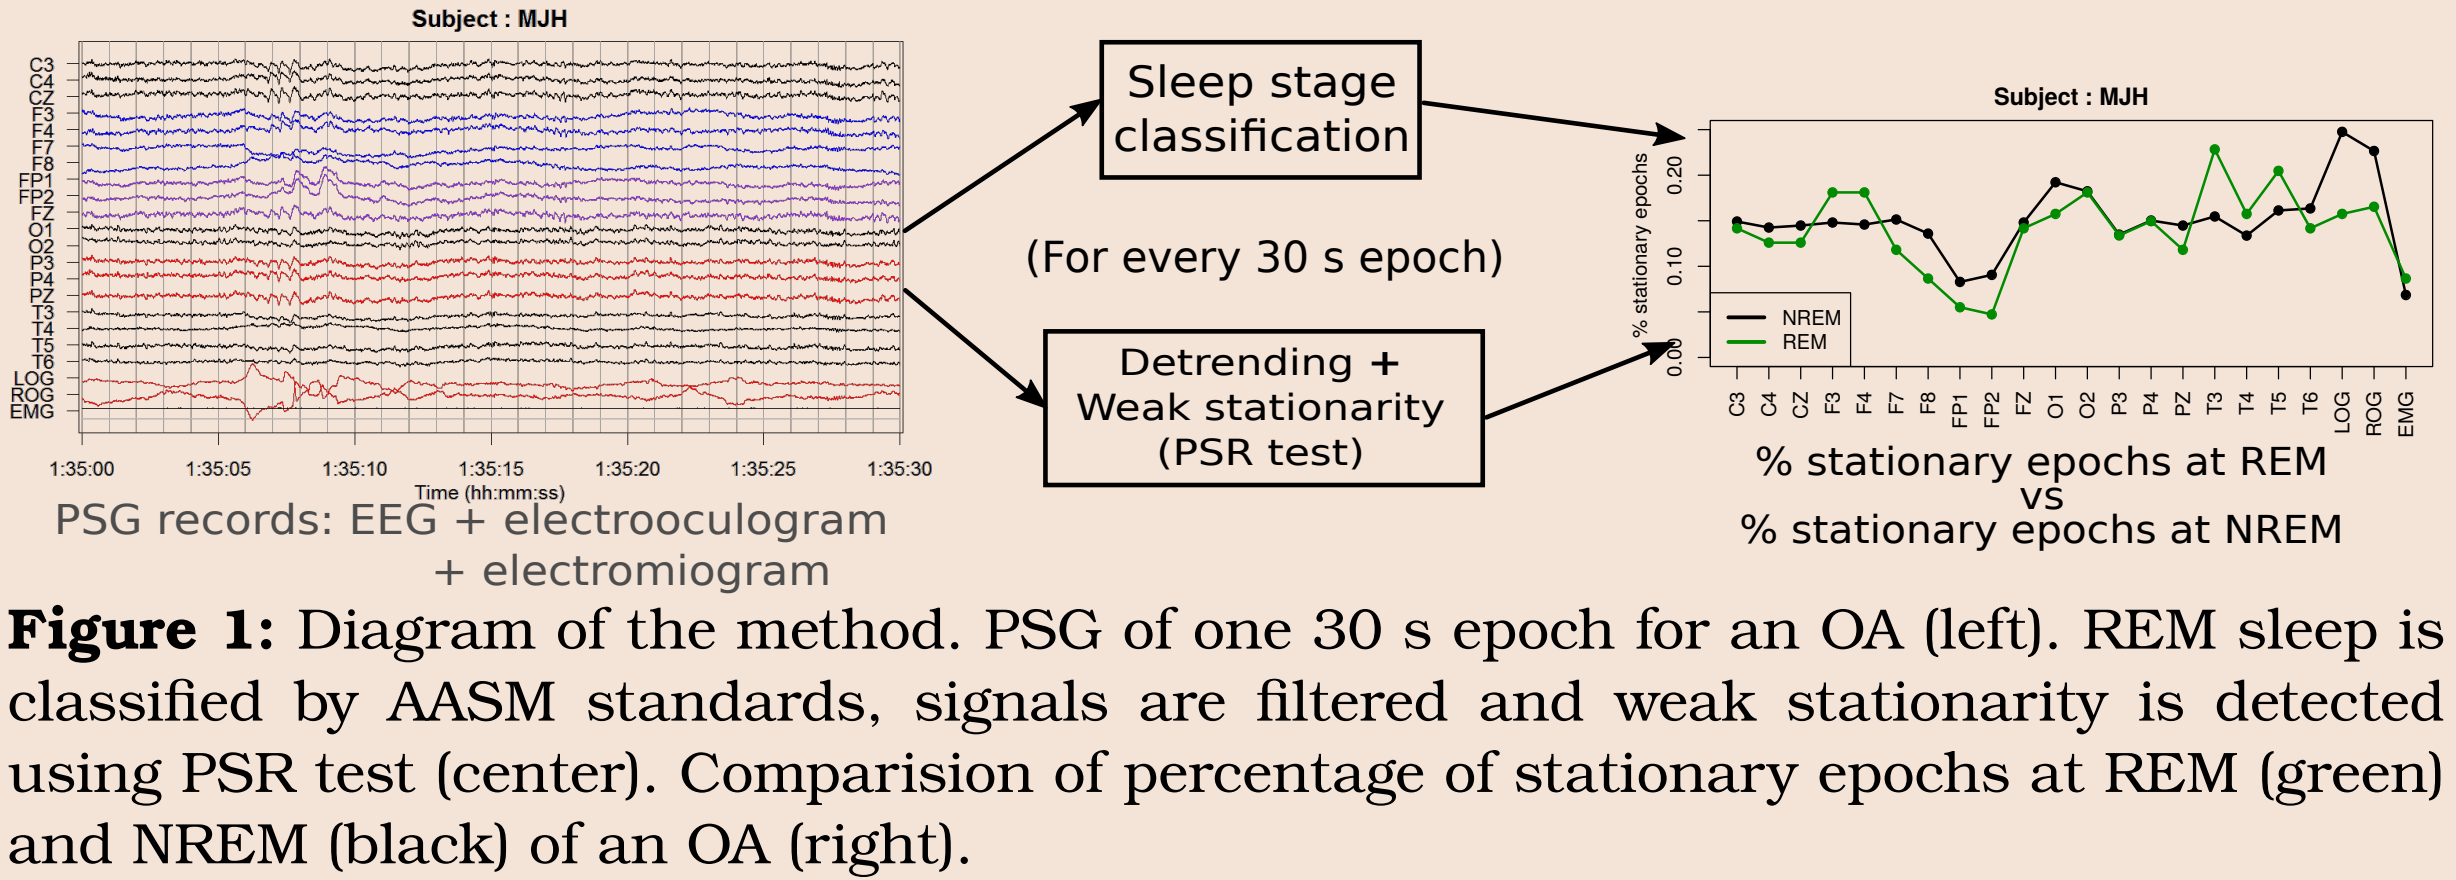 Subject : MJH
C3
C4
CZ
F3
F4
F7
F8
FP1
FP2
FZ
O1
O2
P3
P4
PZ
T3
T4
T5
T6
LOG
ROG
EMG
1:35:00 1:35:05 1:35:10 1:35:15 1:35:20 1:35:25 1:35:30
Time (hh:mm:ss)
PSG records: EEG + electrooculogram
+ electromiogram
Sleep stage
classification
(For every 30 s epoch)
Detrending +
Weak stationarity
(PSR test)
Subject : MJH
% stationary epochs
0.20
0.10
0.00
NREM
REM
C3 C4 CZ F3 F4 F7 F8 FP1 FP2 FZ O1 O2 P3 P4 PZ T3 T4 T5 T6 LOG ROG EMG
% stationary epochs at REM
vs
% stationary epochs at NREM
Figure 1: Diagram of the method. PSG of one 30 s epoch for an OA (left). REM sleep is
classified by AASM standards, signals are filtered and weak stationarity is detected
using PSR test (center). Comparision of percentage of stationary epochs at REM (green)
and NREM (black) of an OA (right).